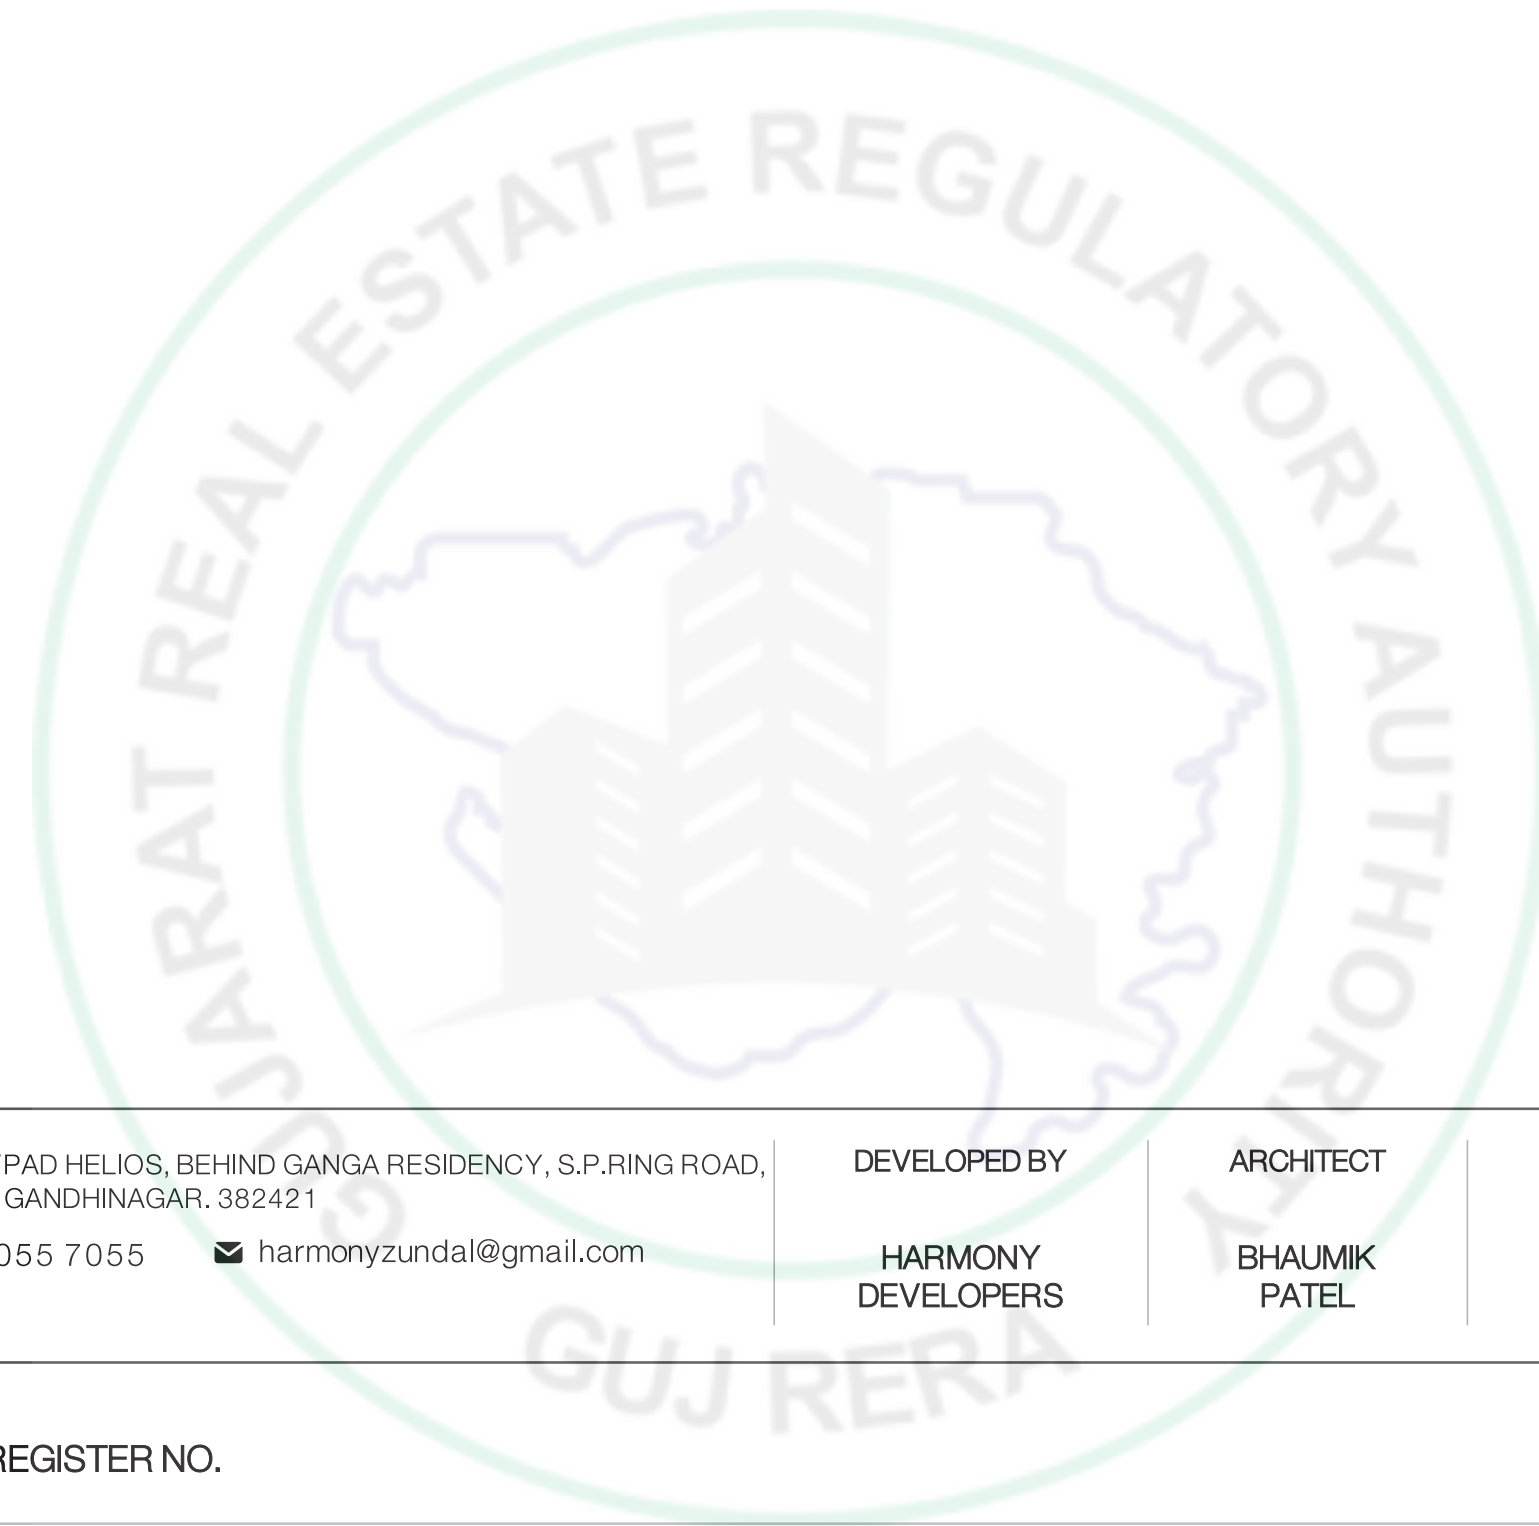 GUJARAT REAL ESTATE REGULATORY AUTHORITY
YPAD HELIOS, BEHIND GANGA RESIDENCY, S.P.RING ROAD,
GANDHINAGAR. 382421
055 7055
harmonyzundal@gmail.com
DEVELOPED BY
HARMONY
DEVELOPERS
ARCHITECT
BHAUMIK
PATEL
GUJ RERA
REGISTER NO.